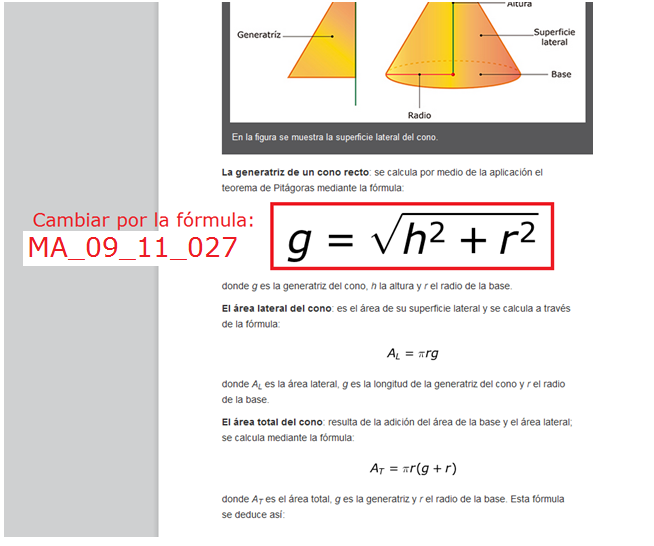 Altura
Generatríz
Superficie
lateral
Base
Radio
En la figura se muestra la superficie lateral del cono.
La generatriz de un cono recto: se calcula por medio de la aplicación el
teorema de Pitágoras mediante la fórmula:
Cambiar por la fórmula:
MA_09_11_027
g = √h² + r²
donde g es la generatriz del cono, h la altura y r el radio de la base.
El área lateral del cono: es el área de su superficie lateral y se calcula a través
de la fórmula:
A_L = πrg
donde A_L es la área lateral, g es la longitud de la generatriz del cono y r el radio
de la base.
El área total del cono: resulta de la adición del área de la base y el área lateral;
se calcula mediante la fórmula:
A_T = πr(g + r)
donde A_T es el área total, g es la generatriz y r el radio de la base. Esta fórmula
se deduce así: